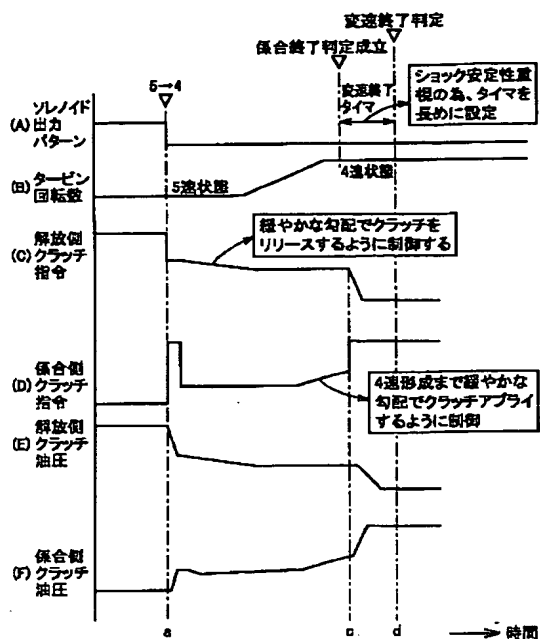 変速終了判定
係合終了判定成立
5→4
変速終了
タイマ
ショック安定性重
視の為、タイマを
長めに設定
ソレノイド
(A) 出力
パターン
4速状態
(B) タービン
回転数
5速状態
緩やかな勾配でクラッチを
リリースするように制御する
解放側
(C) クラッチ
指令
係合側
(D) クラッチ
指令
4速形成まで緩やかな
勾配でクラッチアプライ
するように制御
解放側
(E) クラッチ
油圧
係合側
(F) クラッチ
油圧
a d 時間